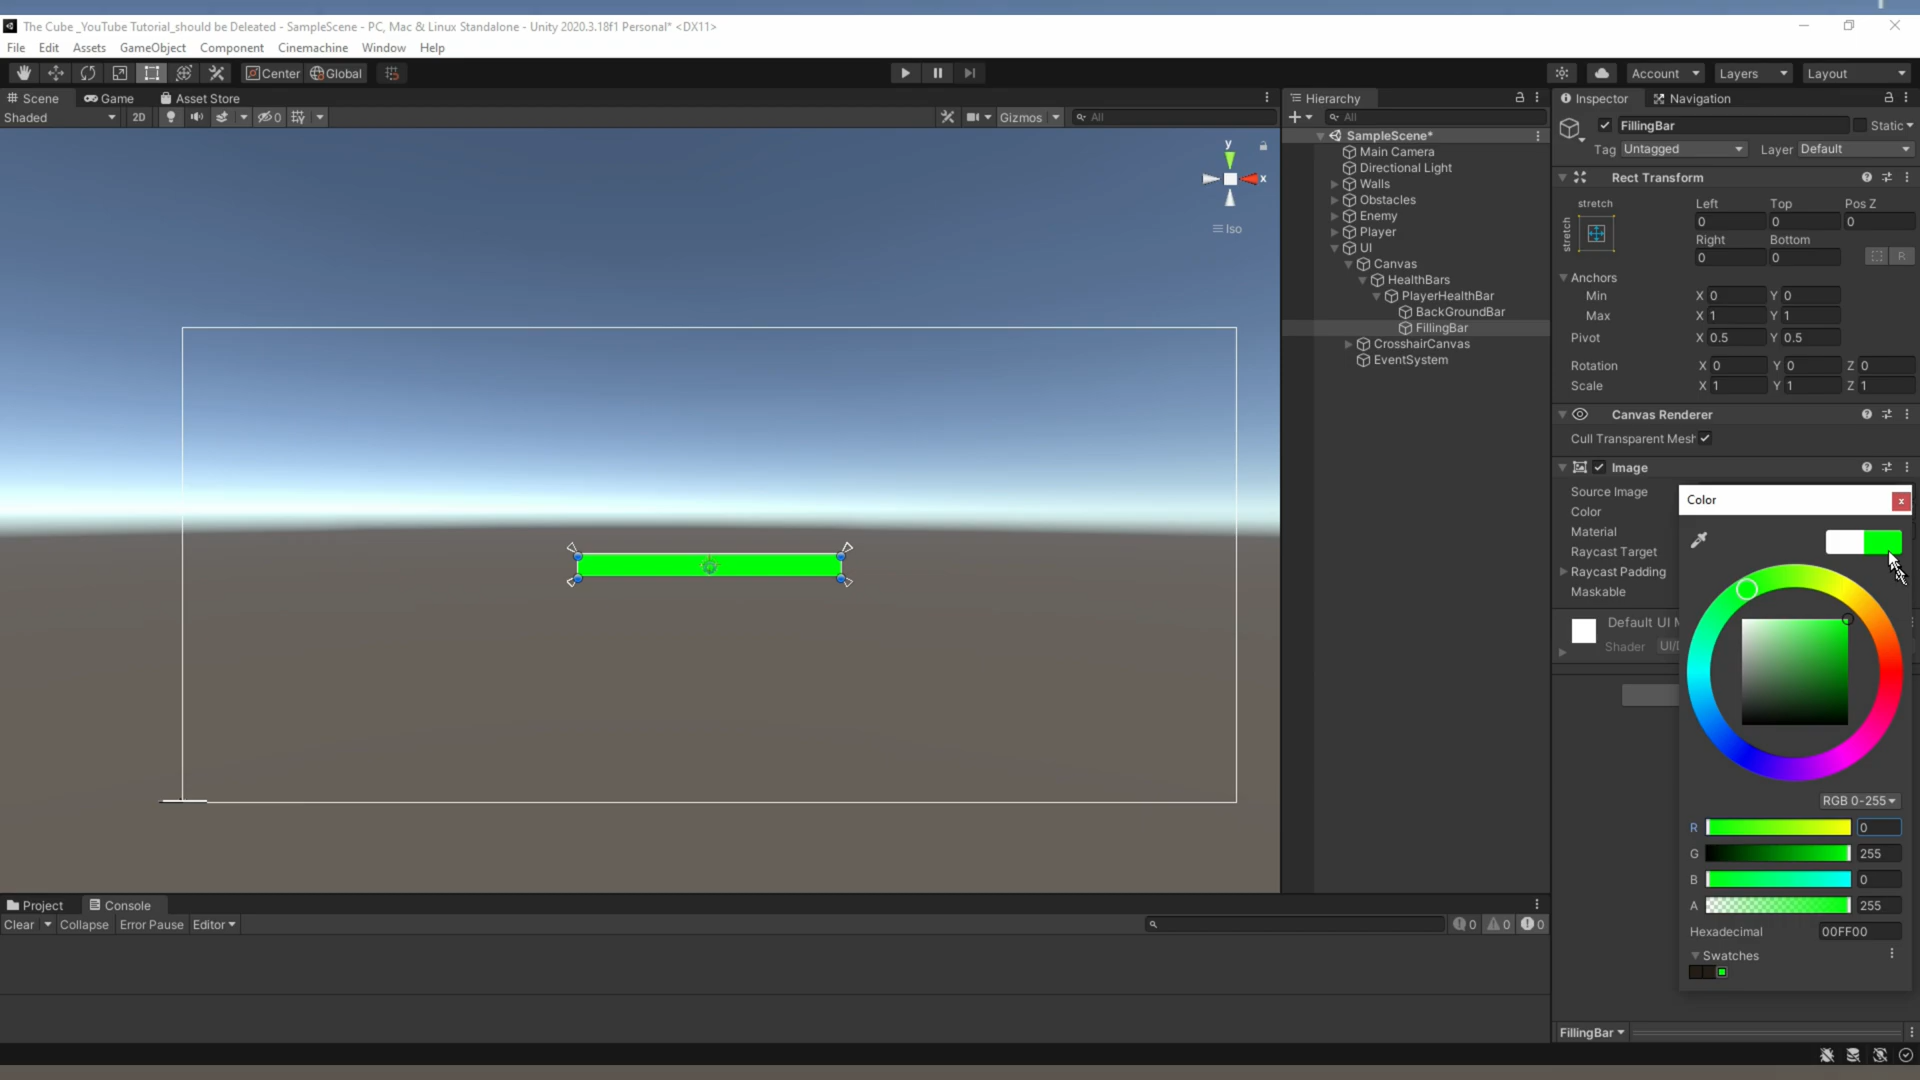 The Cube _YouTube Tutorial_should be Deleated - SampleScene - PC, Mac & Linux Standalone - Unity 2020.3.18f1 Personal* <DX11>
File Edit Assets GameObject Component Cinemachine Window Help
Center Global Account Layers Layout
Scene Game Asset Store
Shaded 2D 0 Gizmos All
y
x
Iso
Hierarchy
All
SampleScene*
Main Camera
Directional Light
Walls
Obstacles
Enemy
Player
UI
Canvas
HealthBars
PlayerHealthBar
BackGroundBar
FillingBar
CrosshairCanvas
EventSystem
Inspector Navigation
FillingBar Static
Tag Untagged Layer Default
Rect Transform
stretch Left Top Pos Z
stretch 0 0 0
Right Bottom
0 0 R
Anchors
Min X 0 Y 0
Max X 1 Y 1
Pivot X 0.5 Y 0.5
Rotation X 0 Y 0 Z 0
Scale X 1 Y 1 Z 1
Canvas Renderer
Cull Transparent Mesh
Image
Source Image
Color
Material
Raycast Target
Raycast Padding
Maskable
Default UI M
Shader UI/D
Color
x
RGB 0-255
R 0
G 255
B 0
A 255
Hexadecimal 00FF00
Swatches
Project Console
Clear Collapse Error Pause Editor 0 0 0
FillingBar